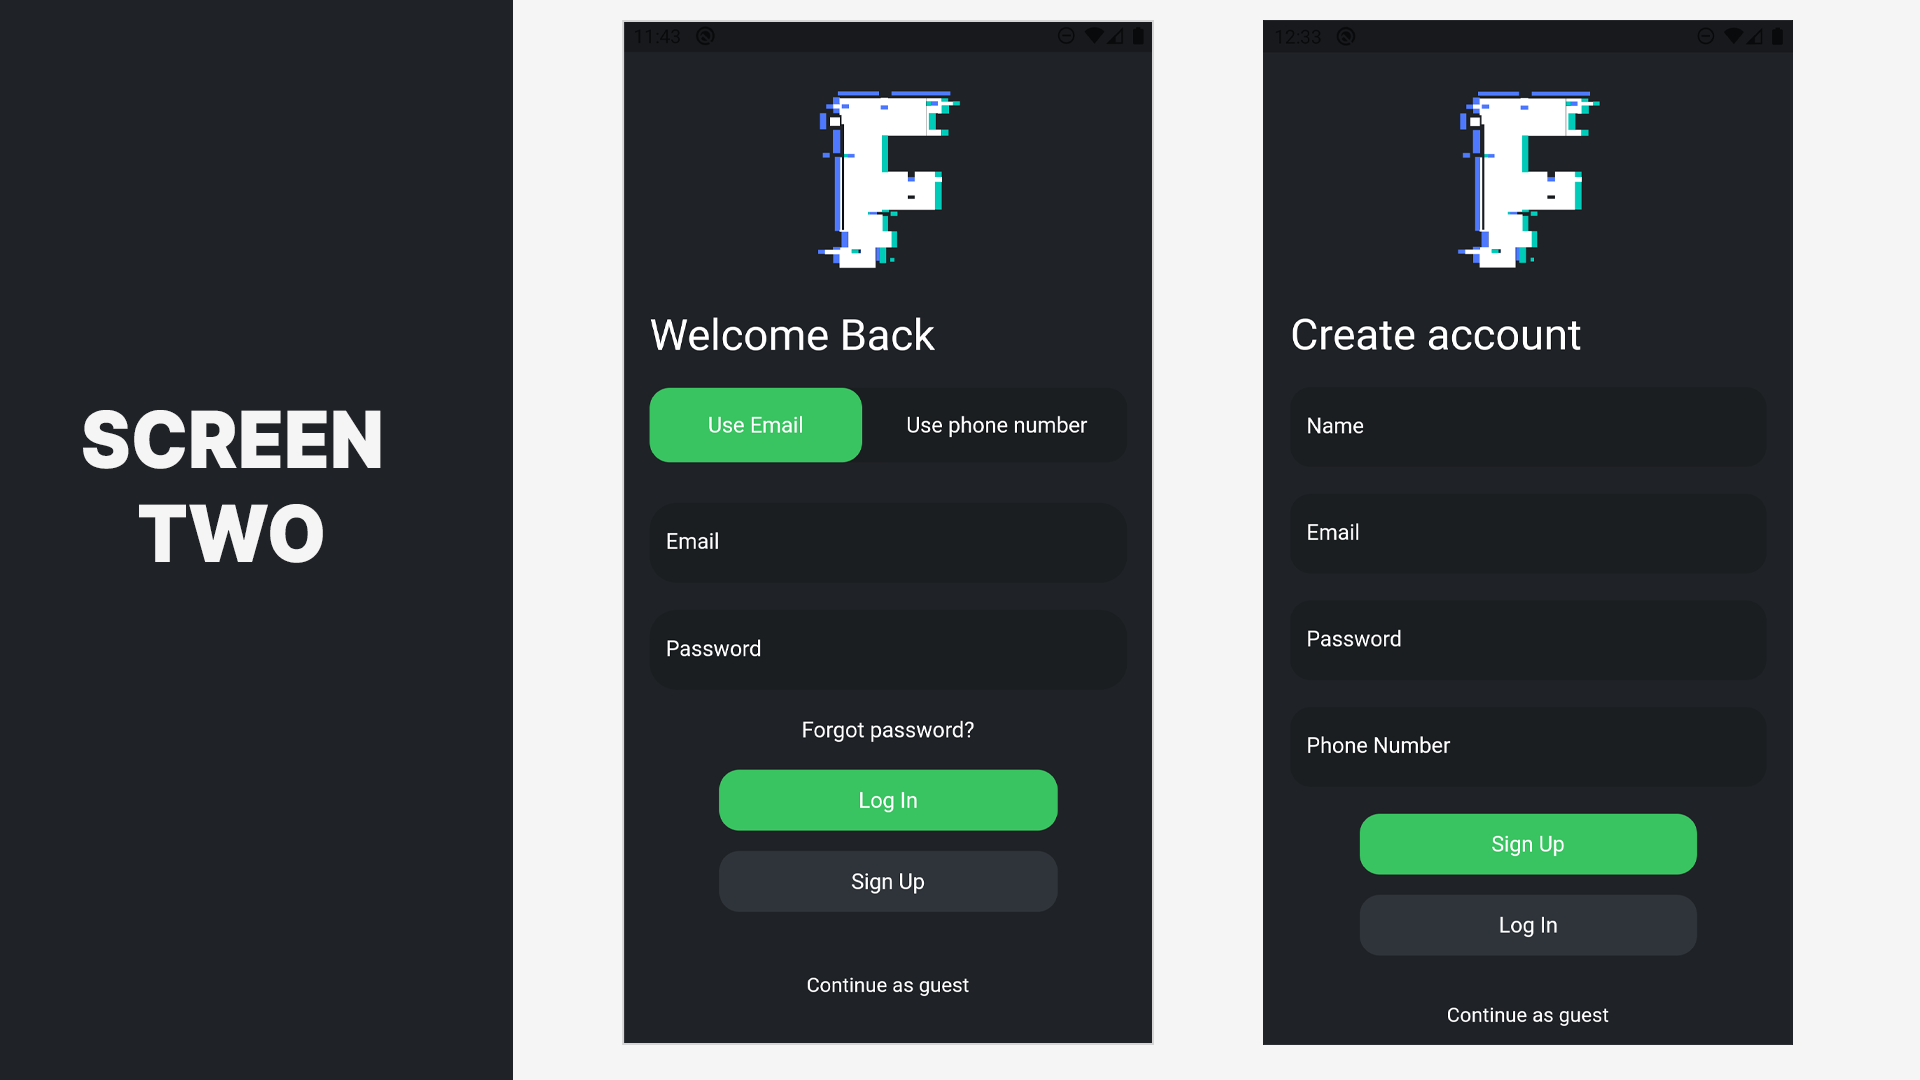 SCREEN
TWO
11:43
F
Welcome Back
Use Email
Use phone number
Email
Password
Forgot password?
Log In
Sign Up
Continue as guest
12:33
F
Create account
Name
Email
Password
Phone Number
Sign Up
Log In
Continue as guest